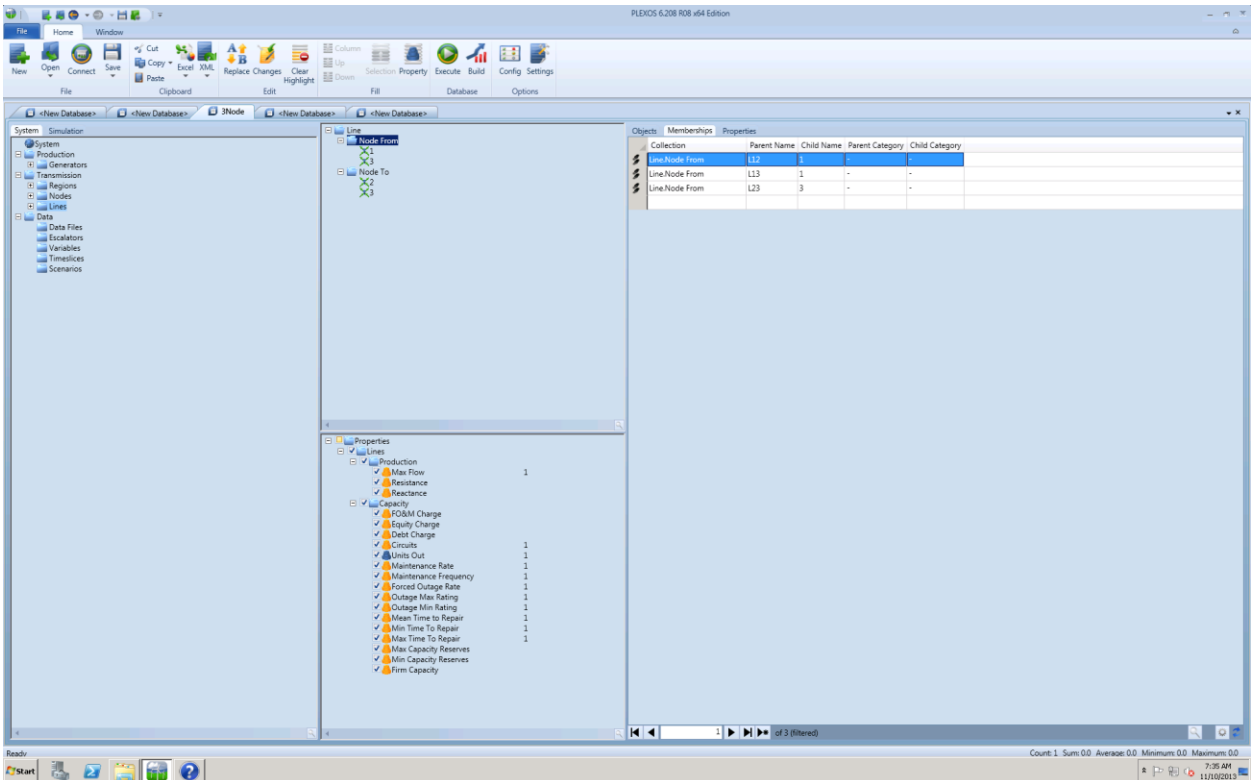 PLEXOS 6.208 R08 x64 Edition
File Home Window
New Open Connect Save Cut Copy Paste Excel XML Replace Changes Clear Highlight Column Up Down Selection Property Execute Build Config Settings
File Clipboard Edit Fill Database Options
<New Database> <New Database> 3Node <New Database> <New Database>
System Simulation
System
Production
Generators
Transmission
Regions
Nodes
Lines
Data
Data Files
Escalators
Variables
Timeslices
Scenarios
Line
Node From
1
3
Node To
2
3
Properties
Lines
Production
Max Flow 1
Resistance
Reactance
Capacity
FO&M Charge
Equity Charge
Debt Charge
Circuits 1
Units Out 1
Maintenance Rate 1
Maintenance Frequency 1
Forced Outage Rate 1
Outage Max Rating 1
Outage Min Rating 1
Mean Time to Repair 1
Min Time To Repair 1
Max Time To Repair 1
Max Capacity Reserves
Min Capacity Reserves
Firm Capacity
Objects Memberships Properties
Collection Parent Name Child Name Parent Category Child Category
Line.Node From L12 1 - -
Line.Node From L13 1 - -
Line.Node From L23 3 - -
1 of 3 (filtered)
Ready Count: 1 Sum: 0.0 Average: 0.0 Minimum: 0.0 Maximum: 0.0
Start 7:35 AM
11/10/2013